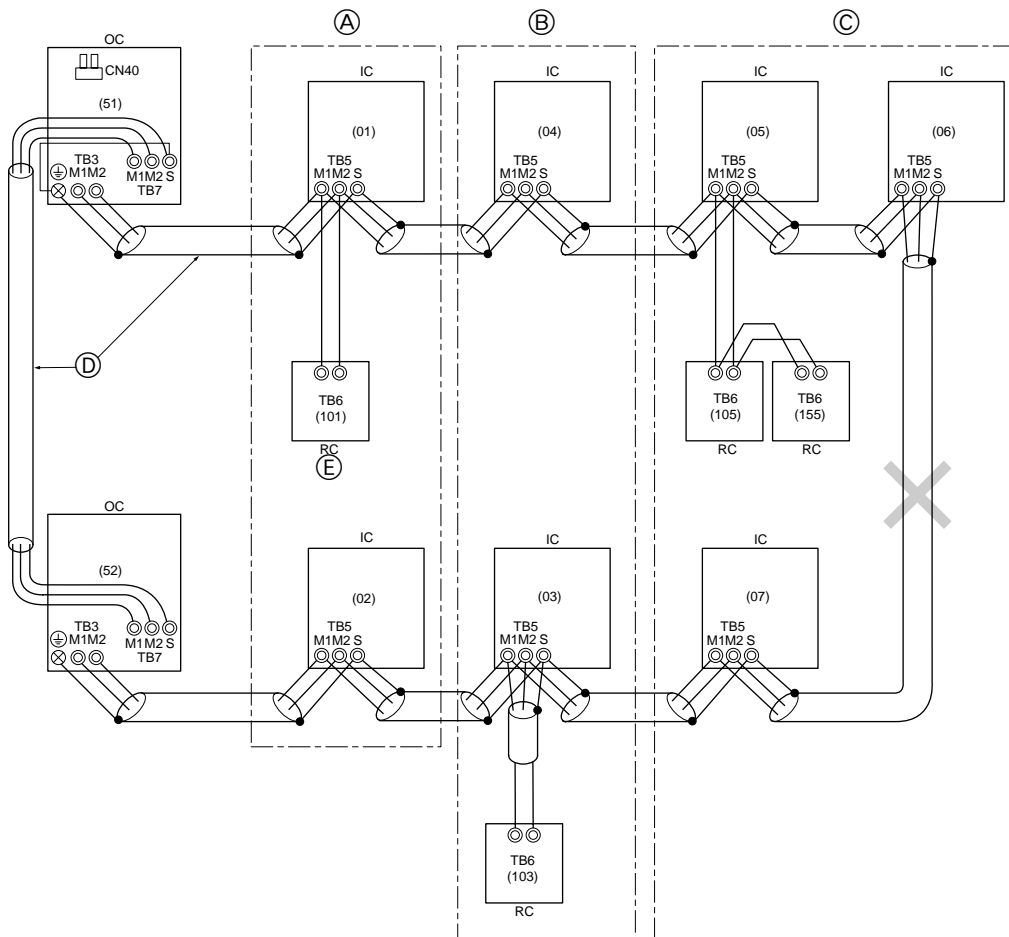 Ⓐ
Ⓑ
Ⓒ
OC
CN40
(51)
TB3
M1M2
M1M2 S
TB7
IC
(01)
TB5
M1M2 S
IC
(04)
TB5
M1M2 S
IC
(05)
TB5
M1M2 S
IC
(06)
TB5
M1M2 S
Ⓓ
TB6
(101)
RC
Ⓔ
TB6
(105)
RC
TB6
(155)
RC
OC
(52)
TB3
M1M2
M1M2 S
TB7
IC
(02)
TB5
M1M2 S
IC
(03)
TB5
M1M2 S
IC
(07)
TB5
M1M2 S
TB6
(103)
RC